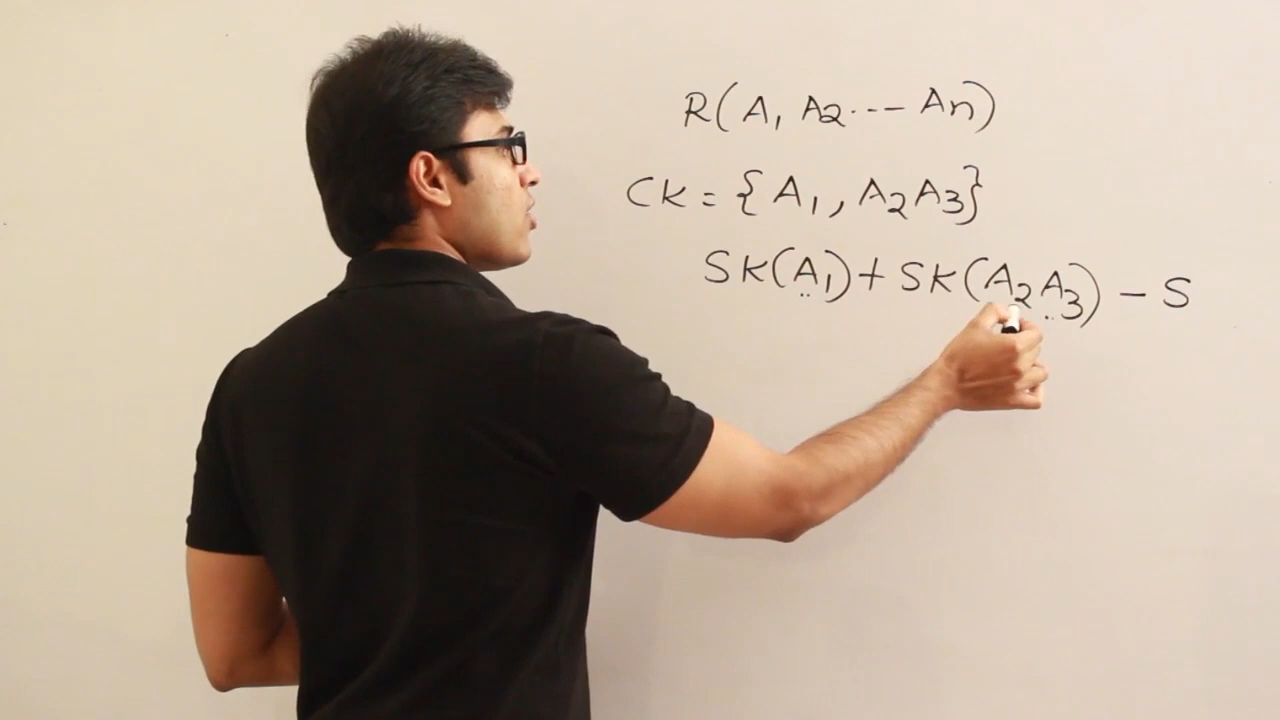 R(A1 A2 --- An)
CK = {A1, A2A3}
SK(A1) + SK(A2A3) - S